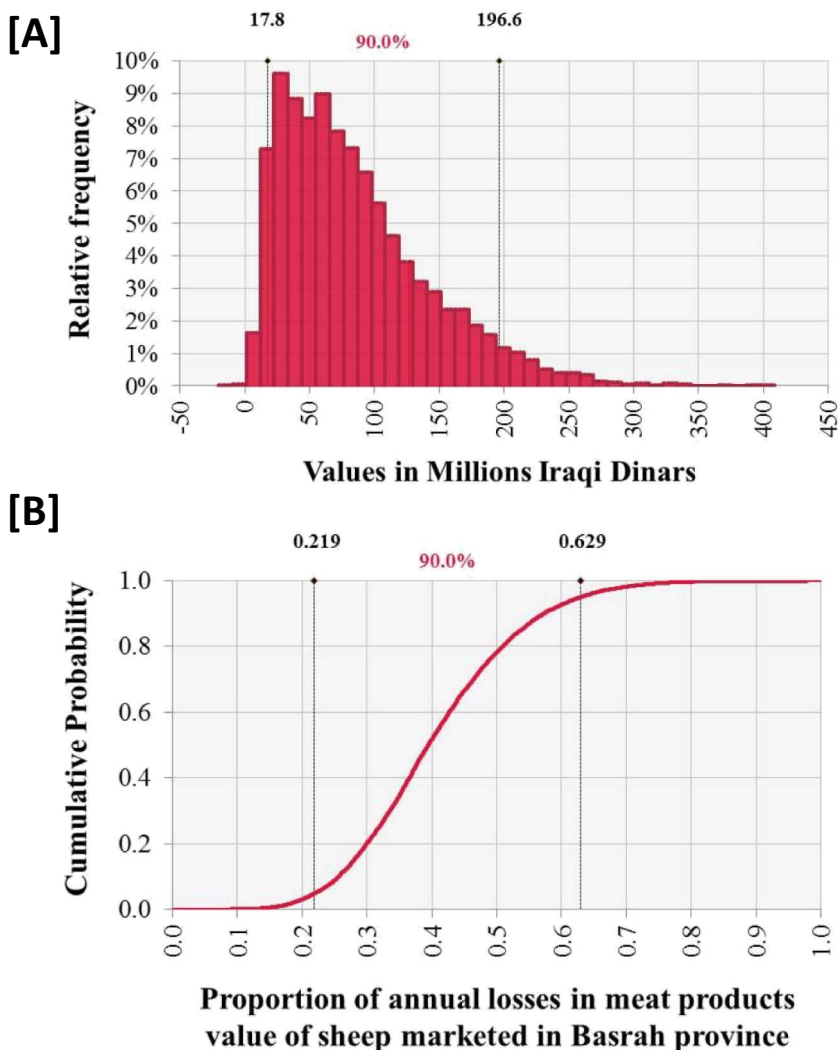 [A]
17.8 196.6
90.0%
10%
9%
8%
7%
6%
5%
4%
3%
2%
1%
0%
Relative frequency
-50 0 50 100 150 200 250 300 350 400 450
Values in Millions Iraqi Dinars
[B]
0.219 0.629
90.0%
1.0
0.8
0.6
0.4
0.2
0.0
Cumulative Probability
0.0 0.1 0.2 0.3 0.4 0.5 0.6 0.7 0.8 0.9 1.0
Proportion of annual losses in meat products
value of sheep marketed in Basrah province